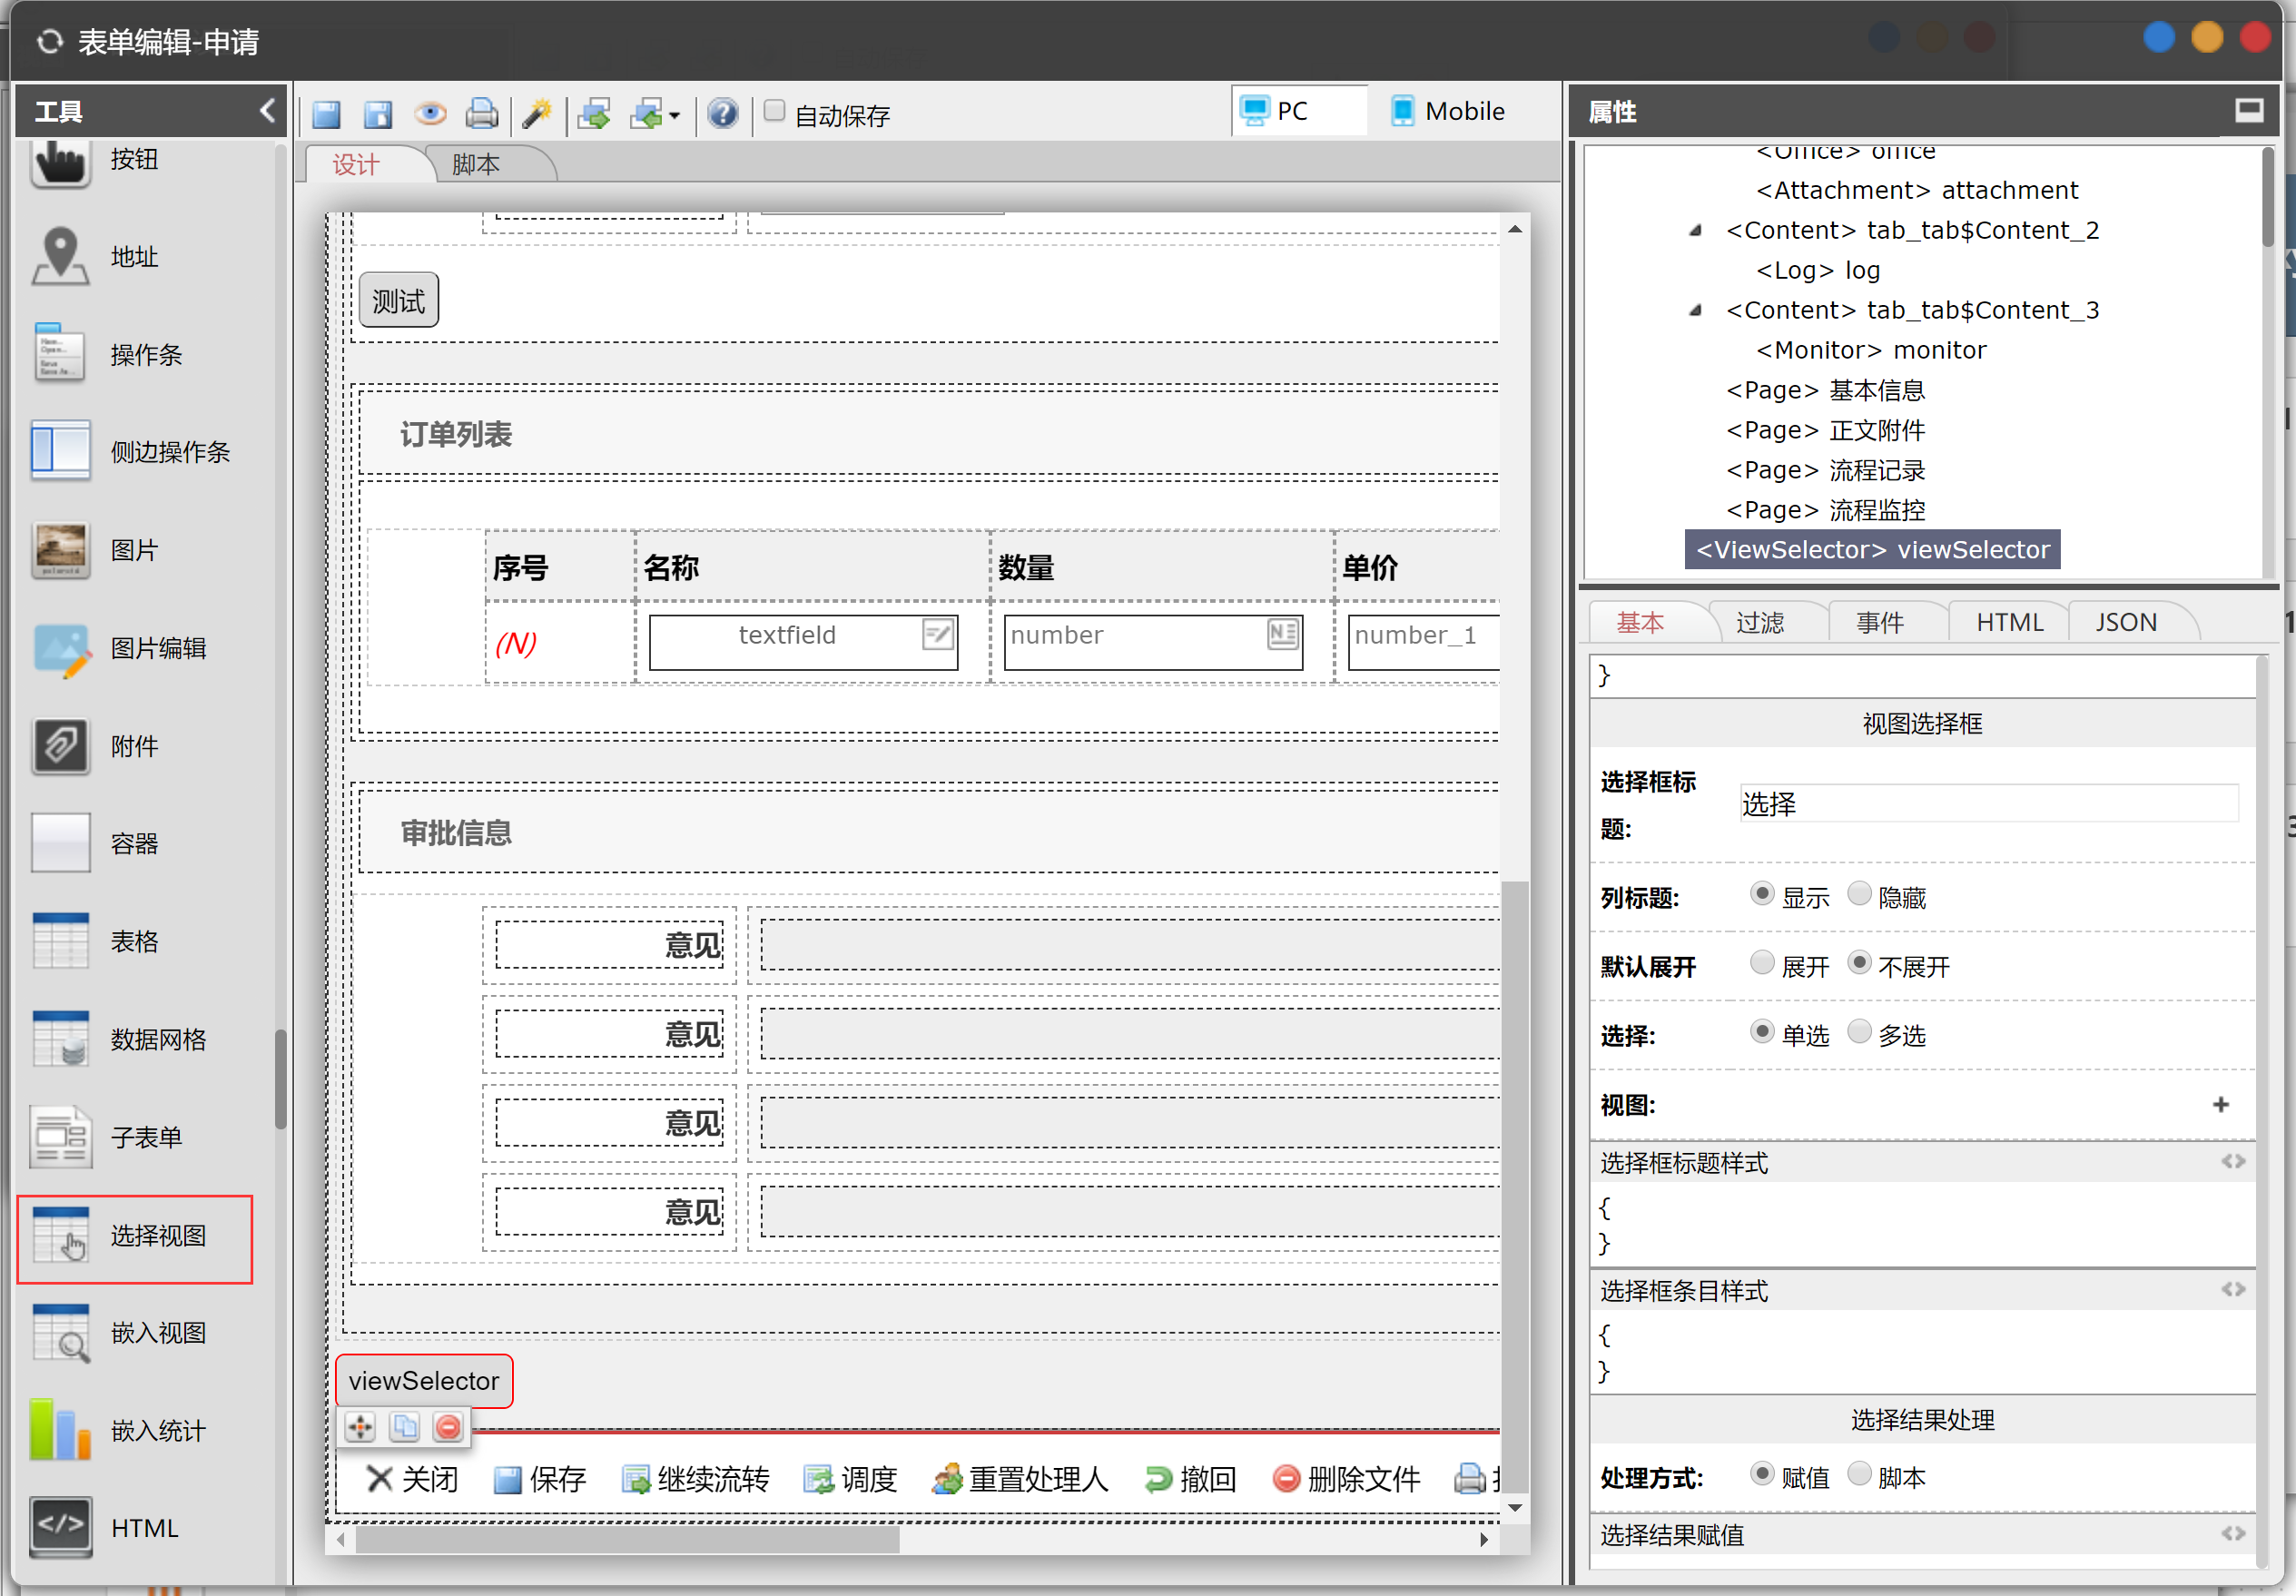 表单编辑-申请
工具
按钮
地址
操作条
侧边操作条
图片
图片编辑
附件
容器
表格
数据网格
子表单
选择视图
嵌入视图
嵌入统计
HTML
自动保存
PC
Mobile
设计
脚本
测试
订单列表
序号 名称 数量 单价
(N) textfield number number_1
审批信息
意见
意见
意见
意见
viewSelector
关闭 保存 继续流转 调度 重置处理人 撤回 删除文件
属性
<Office> office
<Attachment> attachment
<Content> tab_tab$Content_2
<Log> log
<Content> tab_tab$Content_3
<Monitor> monitor
<Page> 基本信息
<Page> 正文附件
<Page> 流程记录
<Page> 流程监控
<ViewSelector> viewSelector
基本 过滤 事件 HTML JSON
}
视图选择框
选择框标
题:
选择
列标题: 显示 隐藏
默认展开 展开 不展开
选择: 单选 多选
视图:
选择框标题样式
{
}
选择框条目样式
{
}
选择结果处理
处理方式: 赋值 脚本
选择结果赋值